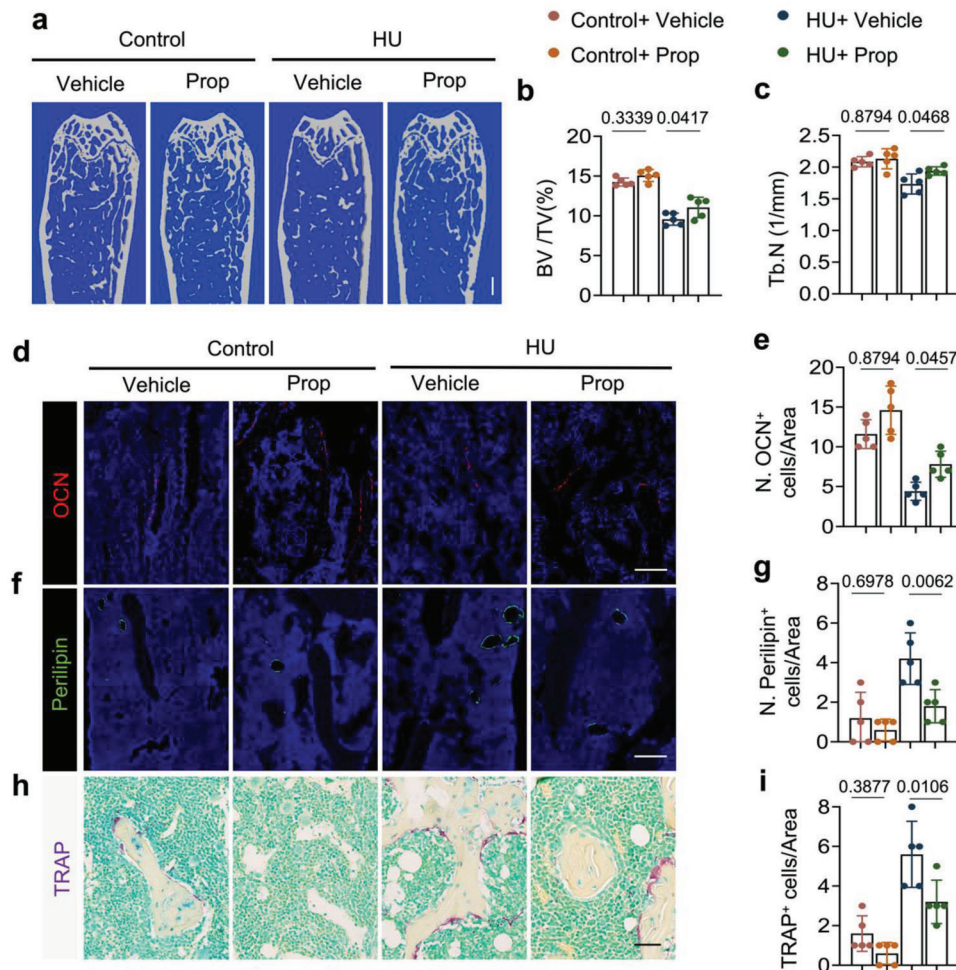 a
Control HU
Vehicle Prop Vehicle Prop
Control+ Vehicle HU+ Vehicle
Control+ Prop HU+ Prop
b
0.3339 0.0417
BV /TV(%)
20
15
10
5
0
c
0.8794 0.0468
Tb.N (1/mm)
2.5
2.0
1.5
1.0
0.5
0.0
d
Control HU
Vehicle Prop Vehicle Prop
OCN
e
0.8794 0.0457
N. OCN⁺
cells/Area
20
15
10
5
0
f
Perilipin
g
0.6978 0.0062
N. Perilipin⁺
cells/Area
8
6
4
2
0
h
TRAP
i
0.3877 0.0106
TRAP⁺ cells/Area
8
6
4
2
0